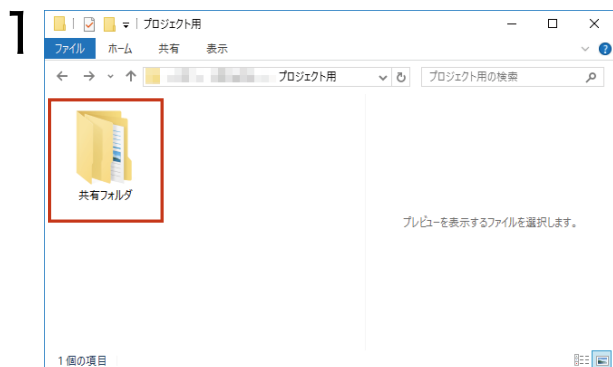 1
プロジェクト用
ファイル ホーム 共有 表示
プロジェクト用 プロジェクト用の検索
共有フォルダ
プレビューを表示するファイルを選択します。
1 個の項目